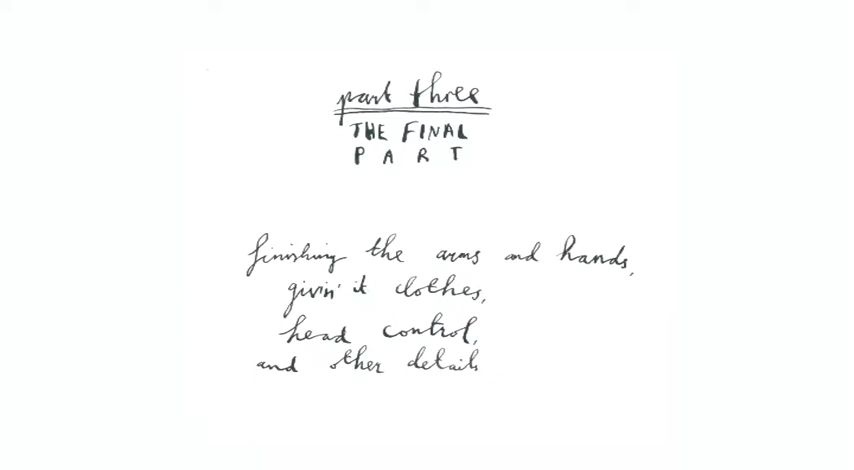 part three
THE FINAL
PART
finishing the arms and hands,
givin' it clothes,
head control,
and other details